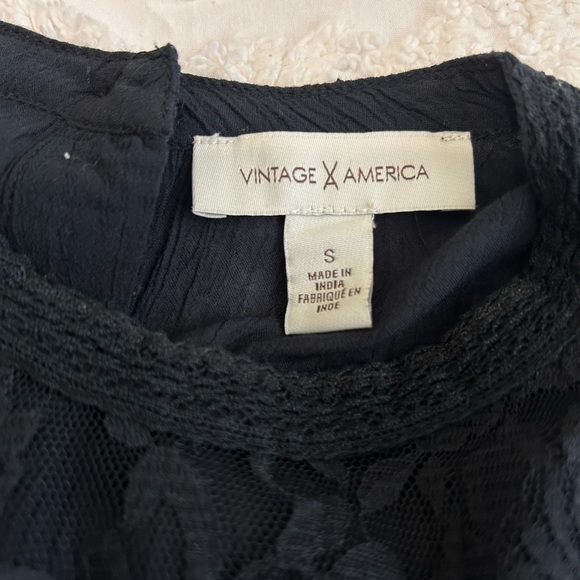 VINTAGE AMERICA
S
MADE IN
INDIA
FABRIQUÉ EN
INDE